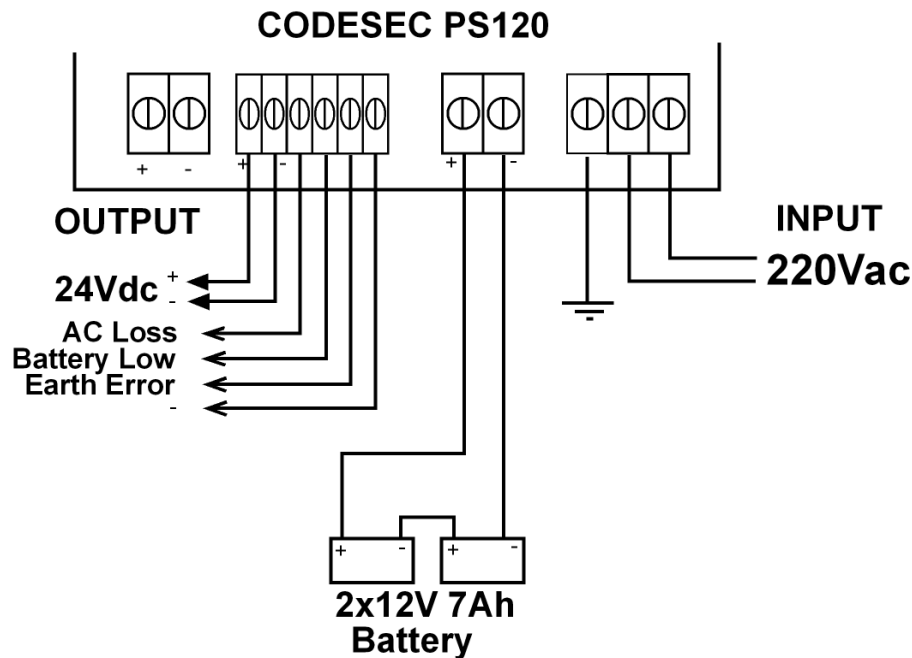 CODESEC PS120
+ - + - + -
OUTPUT
INPUT
220Vac
24Vdc + -
AC Loss
Battery Low
Earth Error
-
+ - + -
2x12V 7Ah
Battery